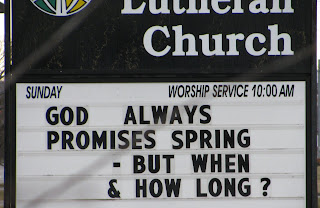 Lutheran
Church
SUNDAY WORSHIP SERVICE 10:00 AM
GOD ALWAYS
PROMISES SPRING
- BUT WHEN
& HOW LONG ?